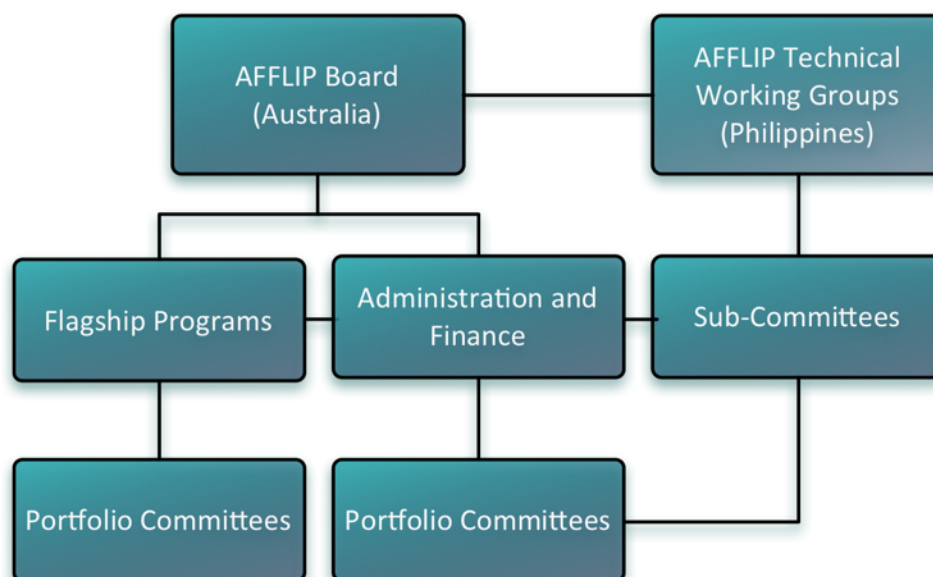 AFFLIP Board
(Australia)
AFFLIP Technical
Working Groups
(Philippines)
Flagship Programs
Administration and
Finance
Sub-Committees
Portfolio Committees
Portfolio Committees